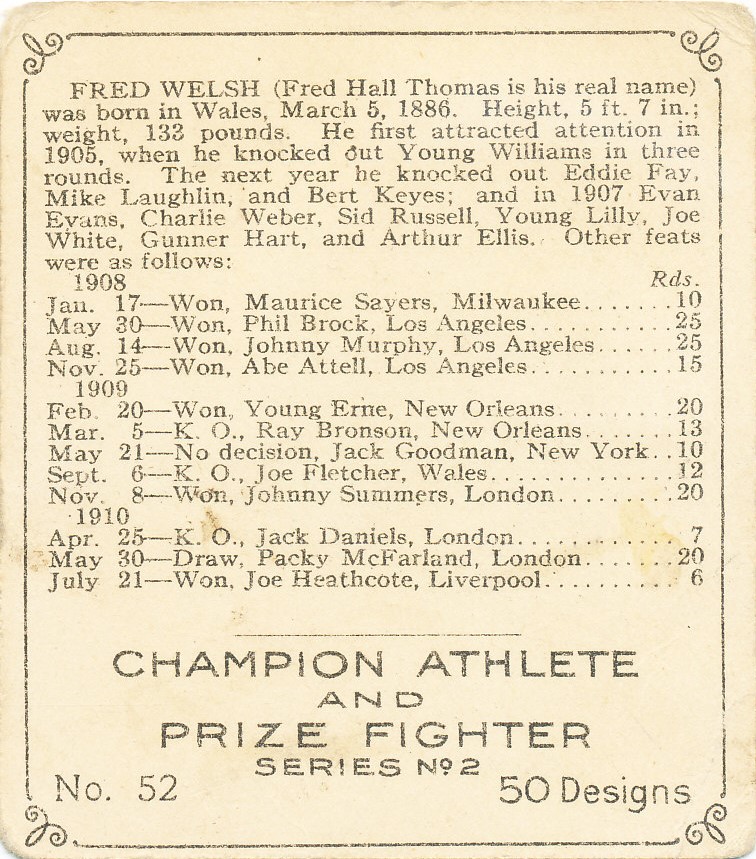 FRED WELSH (Fred Hall Thomas is his real name)
was born in Wales, March 5, 1886. Height, 5 ft. 7 in.;
weight, 133 pounds. He first attracted attention in
1905, when he knocked out Young Williams in three
rounds. The next year he knocked out Eddie Fay,
Mike Laughlin, and Bert Keyes; and in 1907 Evan
Evans, Charlie Weber, Sid Russell, Young Lilly, Joe
White, Gunner Hart, and Arthur Ellis. Other feats
were as follows:
1908 Rds.
Jan. 17—Won, Maurice Sayers, Milwaukee.......10
May 30—Won, Phil Brock, Los Angeles..........25
Aug. 14—Won, Johnny Murphy, Los Angeles......25
Nov. 25—Won, Abe Attell, Los Angeles..........15
1909
Feb. 20—Won, Young Erne, New Orleans.........20
Mar. 5—K. O., Ray Bronson, New Orleans.......13
May 21—No decision, Jack Goodman, New York..10
Sept. 6—K. O., Joe Fletcher, Wales.............12
Nov. 8—Won, Johnny Summers, London.........20
1910
Apr. 25—K. O., Jack Daniels, London............ 7
May 30—Draw, Packy McFarland, London.......20
July 21—Won, Joe Heathcote, Liverpool......... 6
CHAMPION ATHLETE
AND
PRIZE FIGHTER
SERIES Nº 2
No. 52 50 Designs